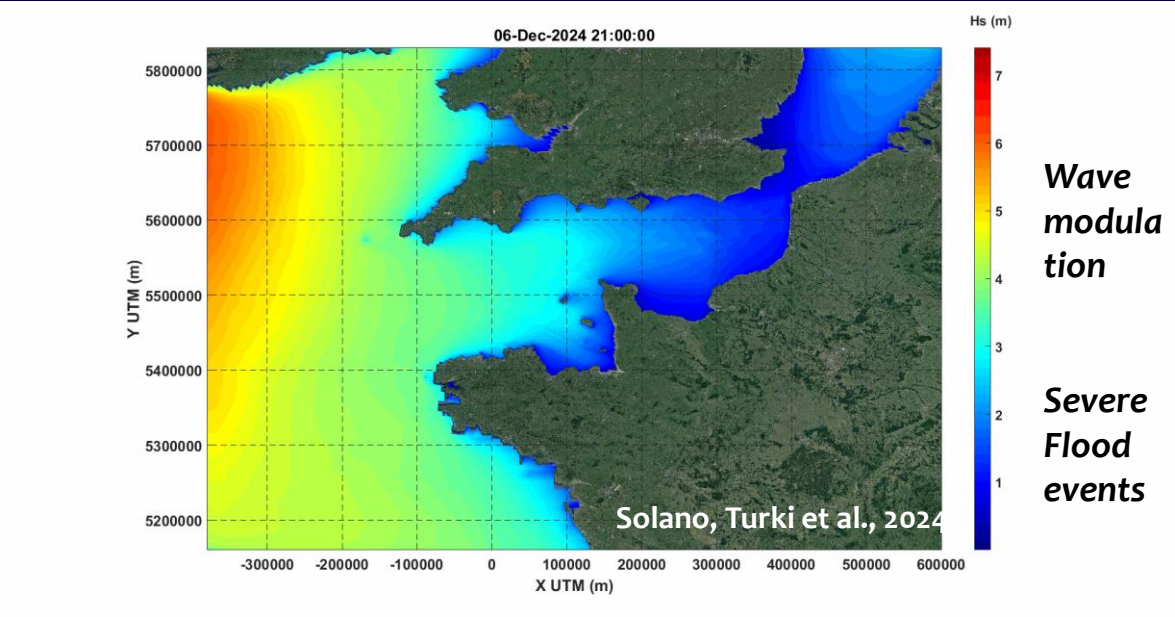 Hs (m)
06-Dec-2024 21:00:00
5800000
5700000
5600000
5500000
5400000
5300000
5200000
Y UTM (m)
-300000 -200000 -100000 0 100000 200000 300000 400000 500000 600000
X UTM (m)
7
6
5
4
3
2
1
Solano, Turki et al., 2024
Wave
modula
tion
Severe
Flood
events